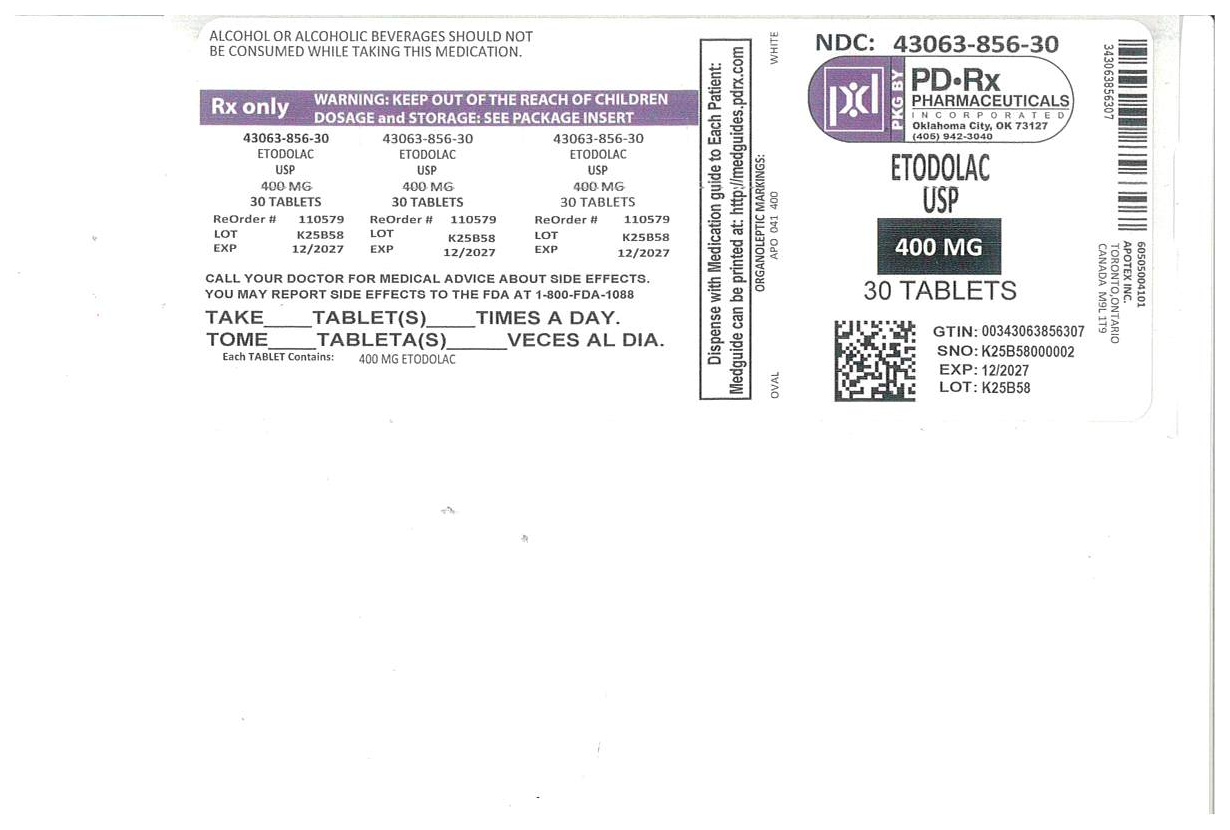 ALCOHOL OR ALCOHOLIC BEVERAGES SHOULD NOT
BE CONSUMED WHILE TAKING THIS MEDICATION.
Rx only
WARNING: KEEP OUT OF THE REACH OF CHILDREN
DOSAGE and STORAGE: SEE PACKAGE INSERT
43063-856-30 43063-856-30 43063-856-30
ETODOLAC ETODOLAC ETODOLAC
USP USP USP
400 MG 400 MG 400 MG
30 TABLETS 30 TABLETS 30 TABLETS
ReOrder # 110579 ReOrder # 110579 ReOrder # 110579
LOT K25B58 LOT K25B58 LOT K25B58
EXP 12/2027 EXP 12/2027 EXP 12/2027
CALL YOUR DOCTOR FOR MEDICAL ADVICE ABOUT SIDE EFFECTS.
YOU MAY REPORT SIDE EFFECTS TO THE FDA AT 1-800-FDA-1088
TAKE____TABLET(S)____TIMES A DAY.
TOME____TABLETA(S)_____VECES AL DIA.
Each TABLET Contains: 400 MG ETODOLAC
Dispense with Medication guide to Each Patient:
Medguide can be printed at: http://medguides.pdrx.com
ORGANOLEPTIC MARKINGS:
OVAL APO 041 400 WHITE
NDC: 43063-856-30
PKG BY
PD•Rx
PHARMACEUTICALS
INCORPORATED
Oklahoma City, OK 73127
(405) 942-3040
ETODOLAC
USP
400 MG
30 TABLETS
GTIN: 00343063856307
SNO: K25B58000002
EXP: 12/2027
LOT: K25B58
343063856307
60505004101
APOTEX INC.
TORONTO,ONTARIO
CANADA M9L 1T9